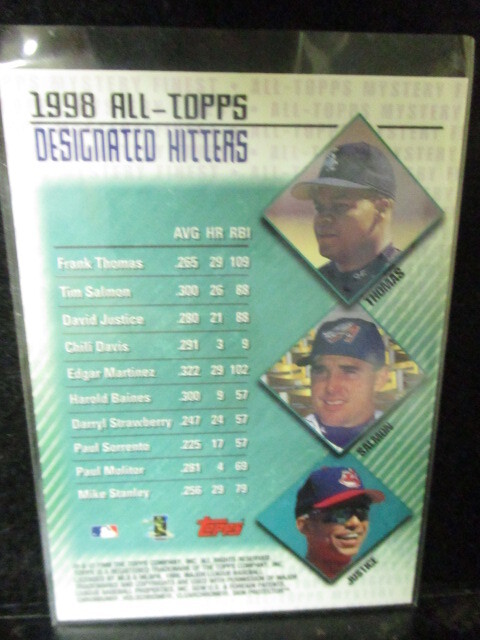 1998 ALL-TOPPS
DESIGNATED HITTERS
AVG HR RBI
Frank Thomas .265 29 109
Tim Salmon .300 26 88
David Justice .280 21 88
Chili Davis .291 3 9
Edgar Martinez .322 29 102
Harold Baines .300 9 57
Darryl Strawberry .247 24 57
Paul Sorrento .225 17 57
Paul Molitor .281 4 69
Mike Stanley .256 29 79
THOMAS
SALMON
JUSTICE
Topps